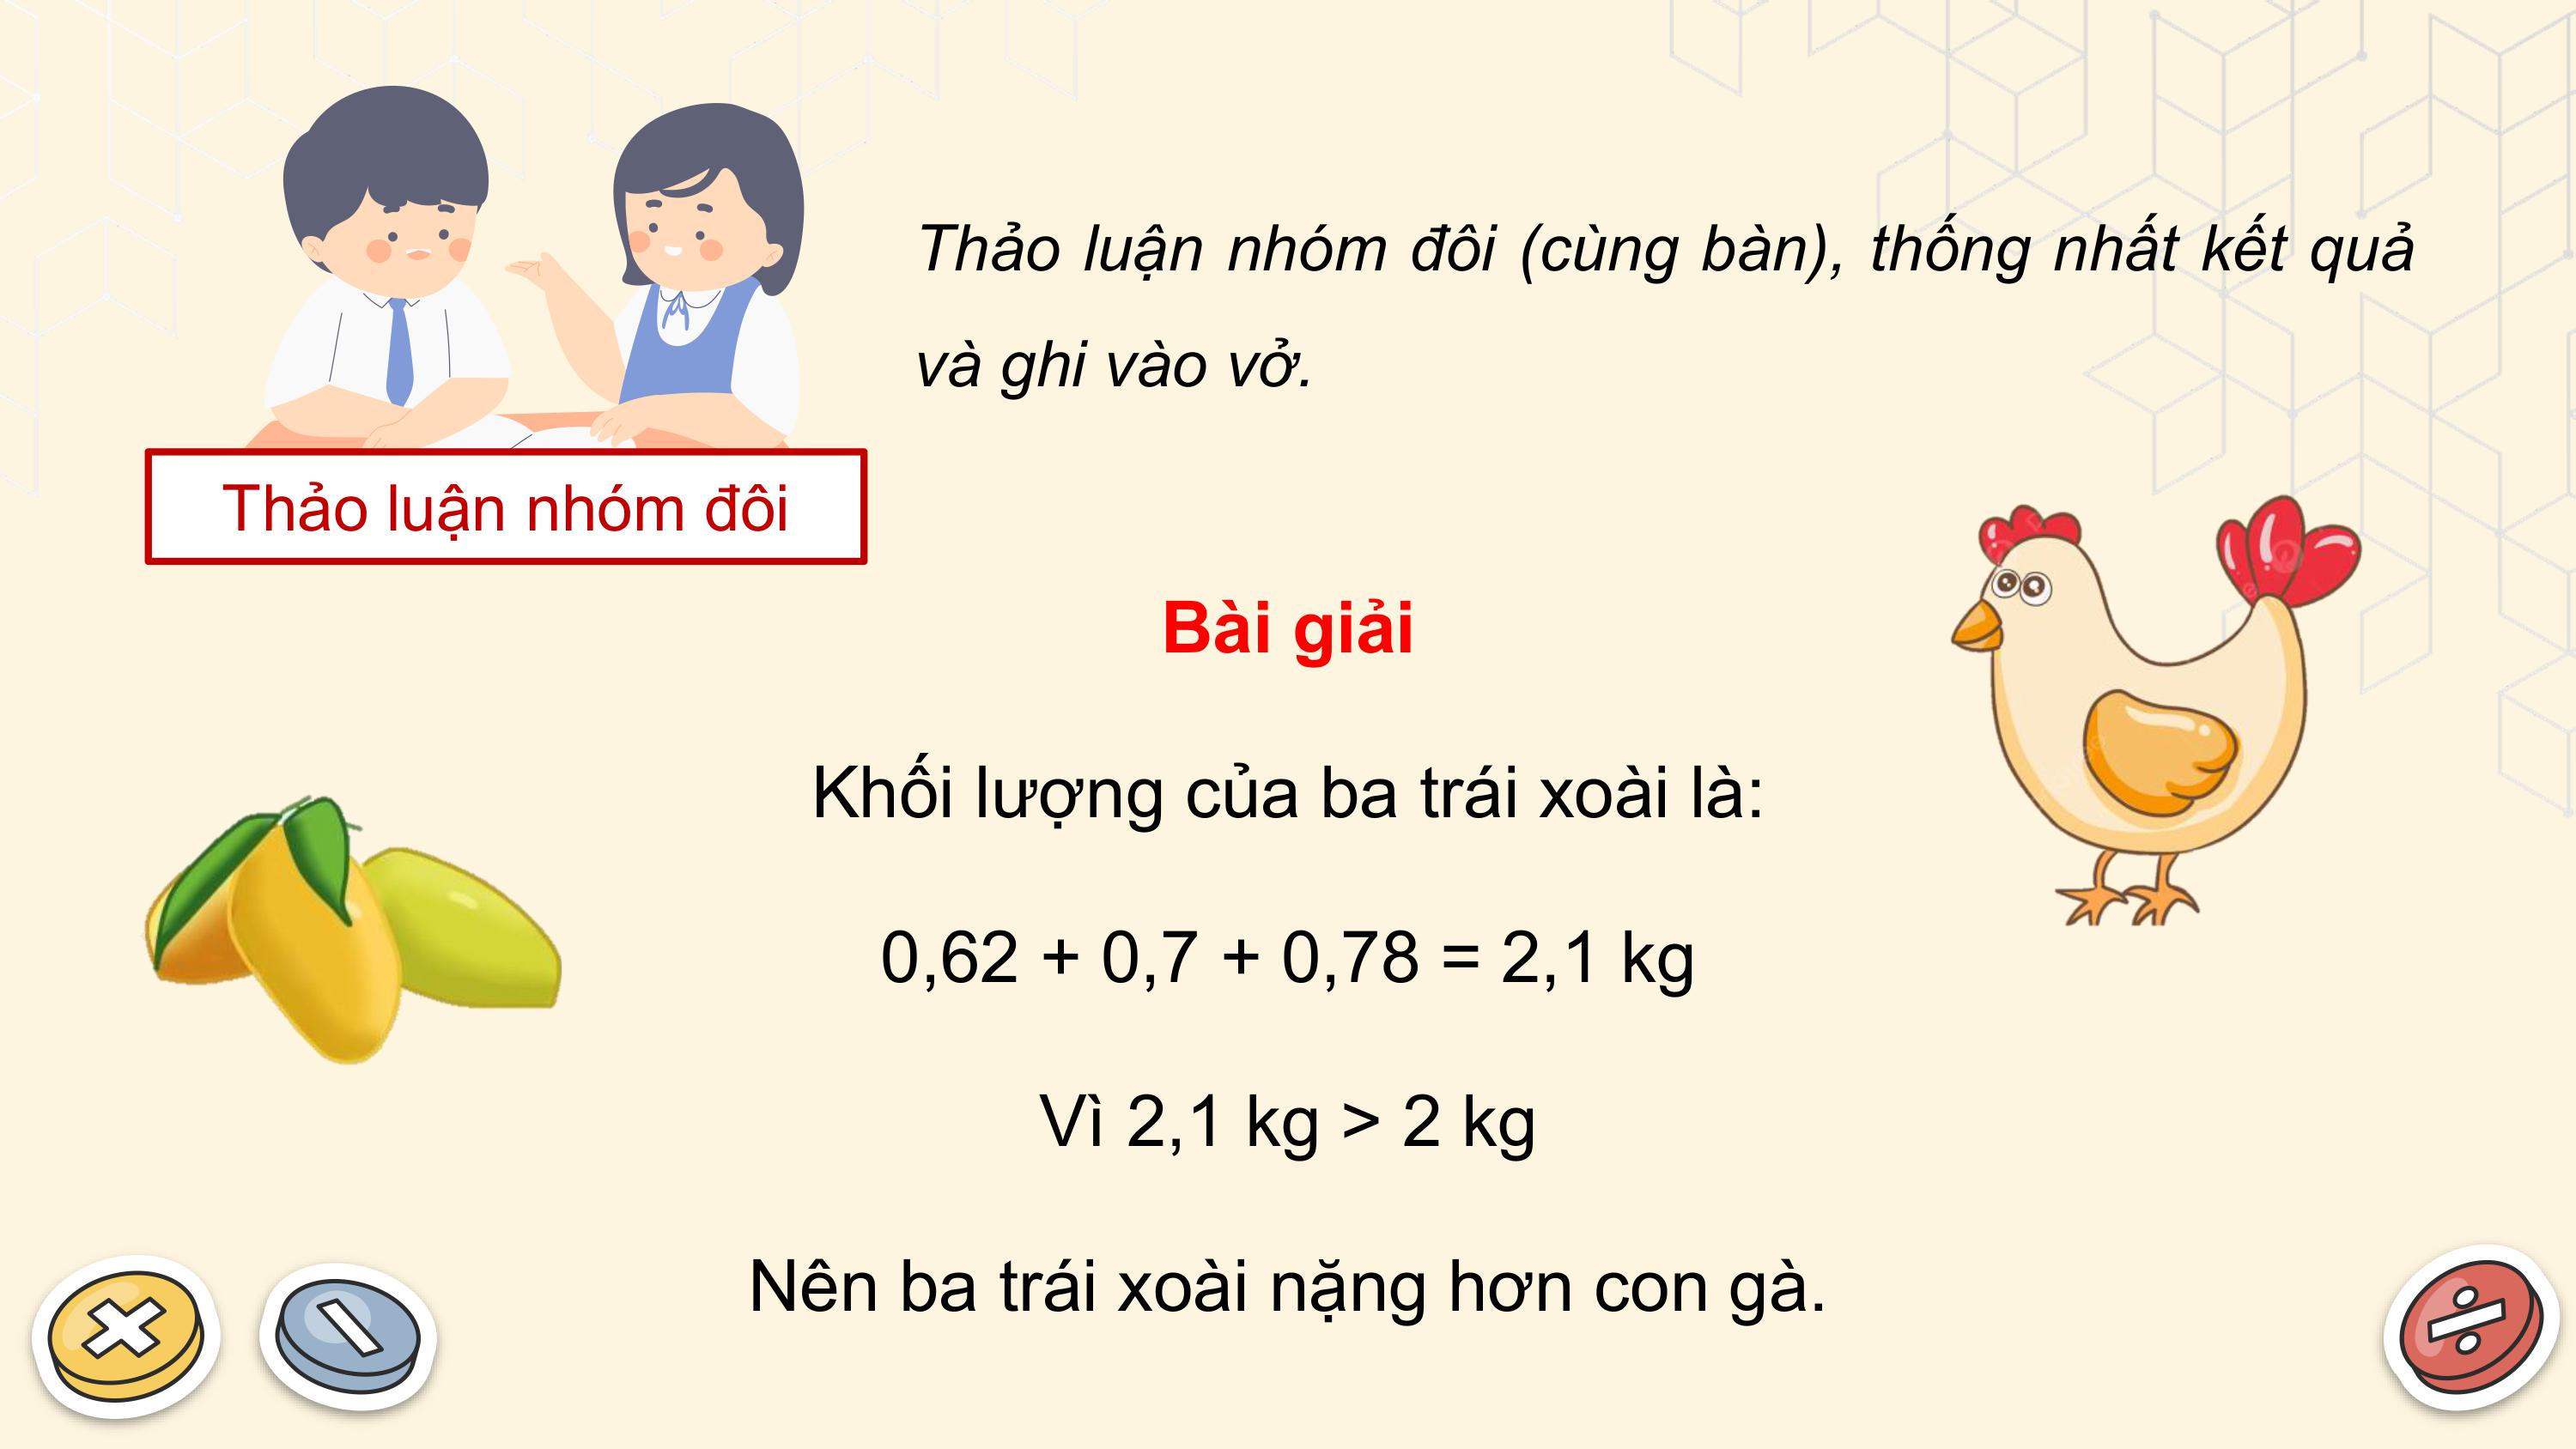 Thảo luận nhóm đôi (cùng bàn), thống nhất kết quả
và ghi vào vở.
Thảo luận nhóm đôi
Bài giải
Khối lượng của ba trái xoài là:
0,62 + 0,7 + 0,78 = 2,1 kg
Vì 2,1 kg > 2 kg
Nên ba trái xoài nặng hơn con gà.